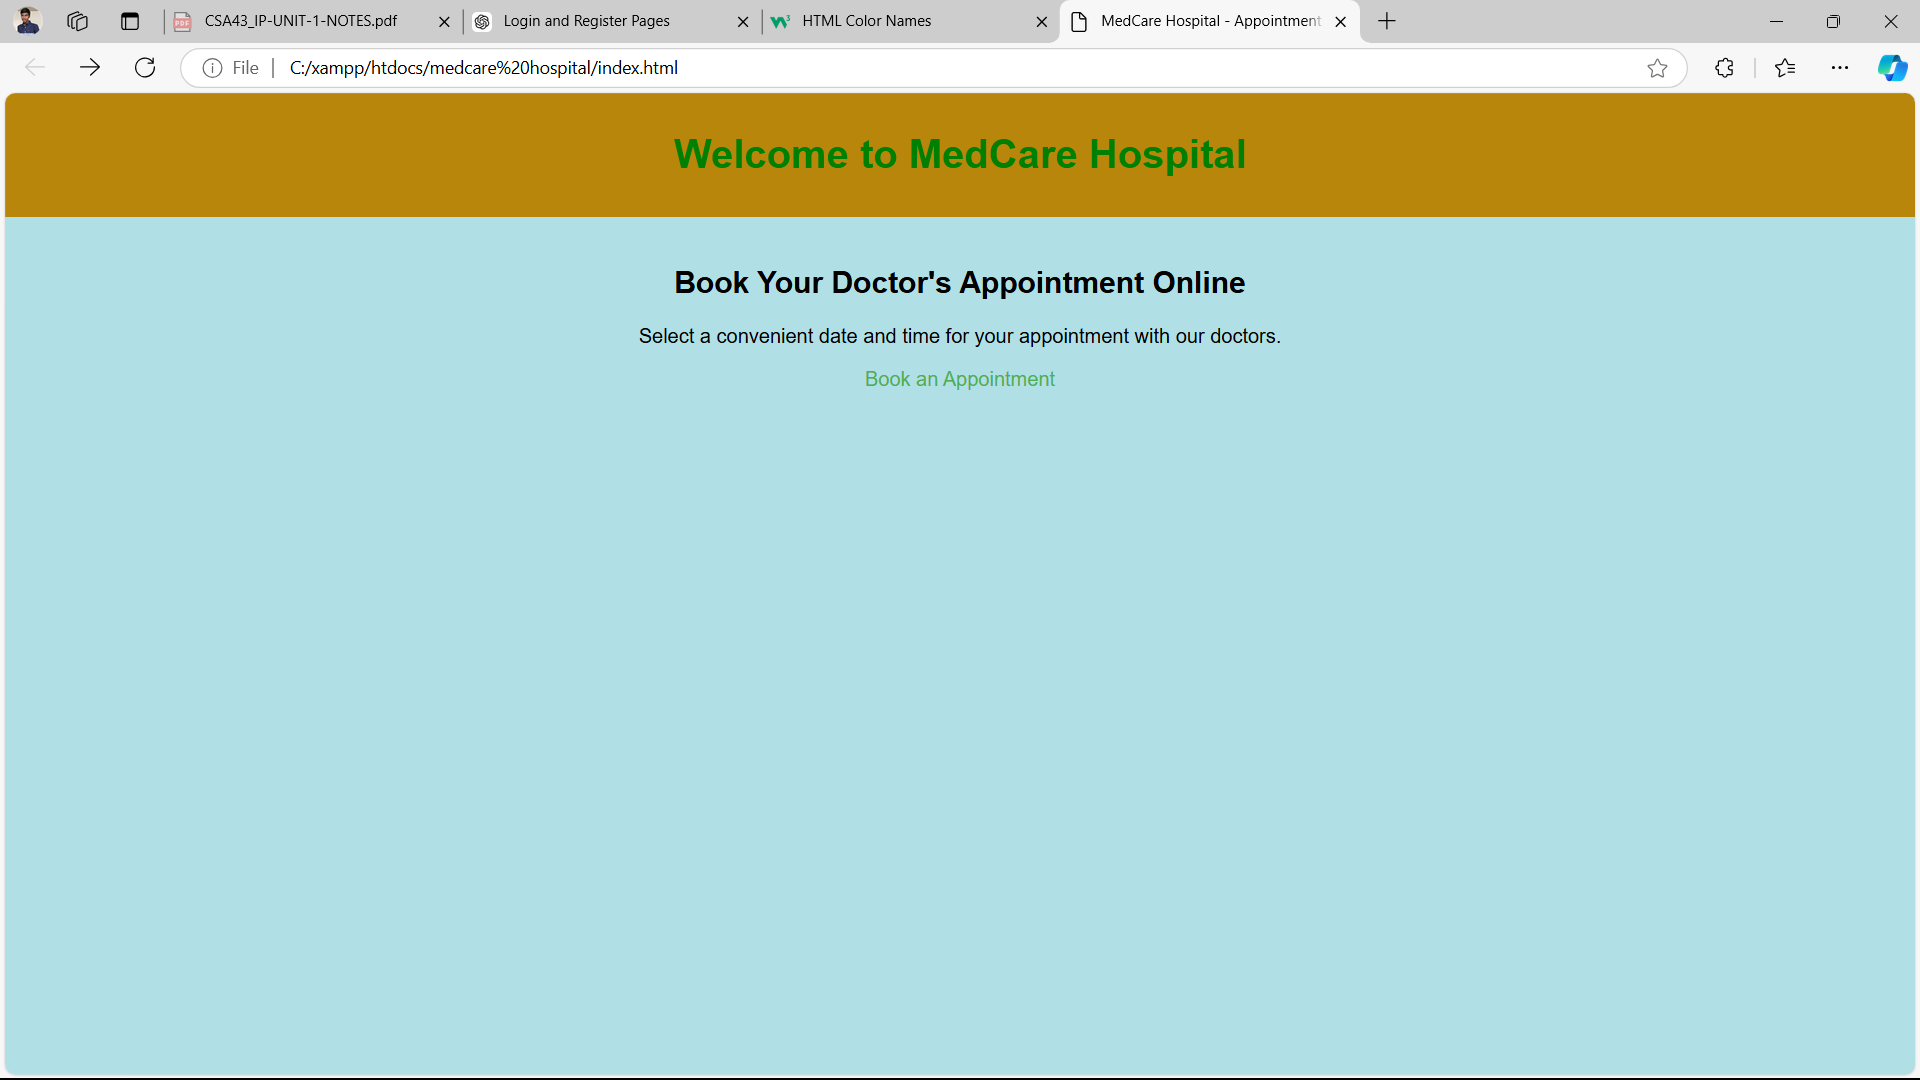 CSA43_IP-UNIT-1-NOTES.pdf
Login and Register Pages
HTML Color Names
MedCare Hospital - Appointment
File
C:/xampp/htdocs/medcare%20hospital/index.html
Welcome to MedCare Hospital
Book Your Doctor's Appointment Online
Select a convenient date and time for your appointment with our doctors.
Book an Appointment